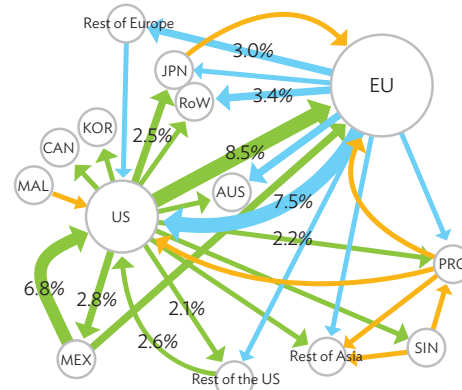 Rest of Europe
3.0%
JPN
EU
RoW
3.4%
KOR
2.5%
CAN
8.5%
MAL
AUS
US
7.5%
2.2%
PRC
6.8%
2.8%
2.1%
2.6%
MEX
Rest of Asia
SIN
Rest of the US